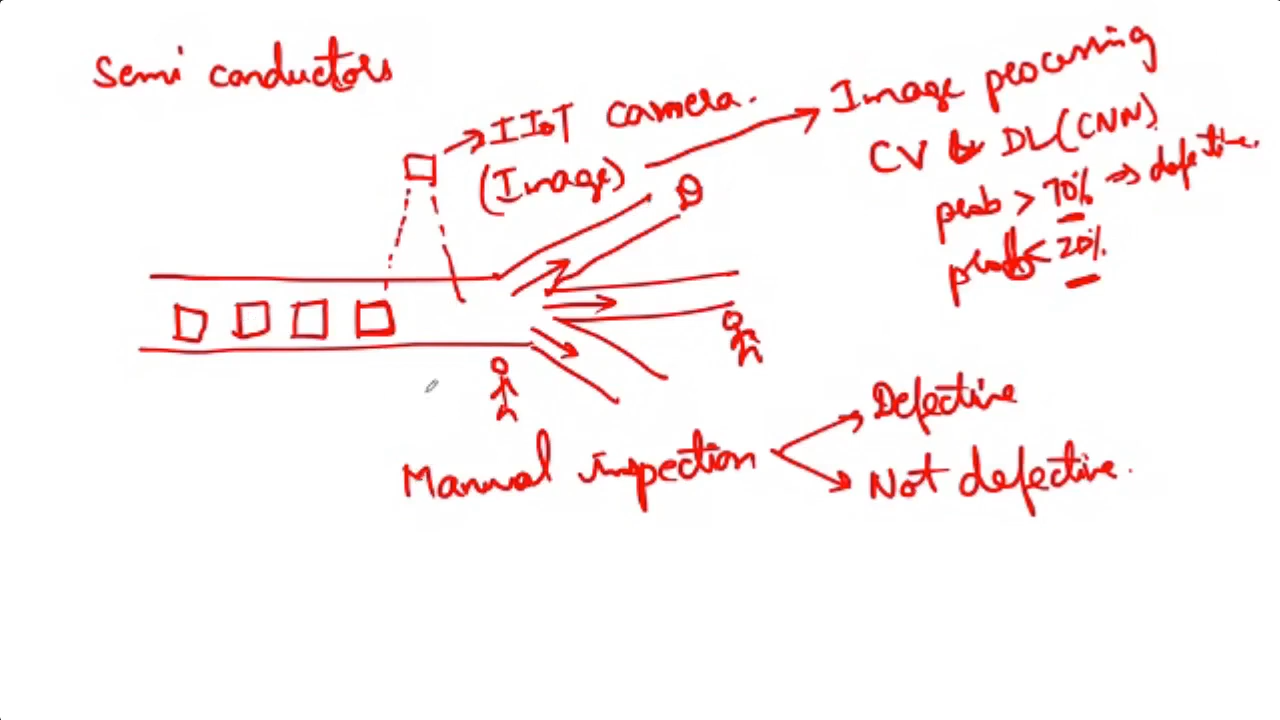 Semi conductors
IIoT camera.
(Image)
Image processing
CV & DL (CNN)
prob > 70% => defective.
prob < 20%
D
Manual inspection
Defective
Not defective.